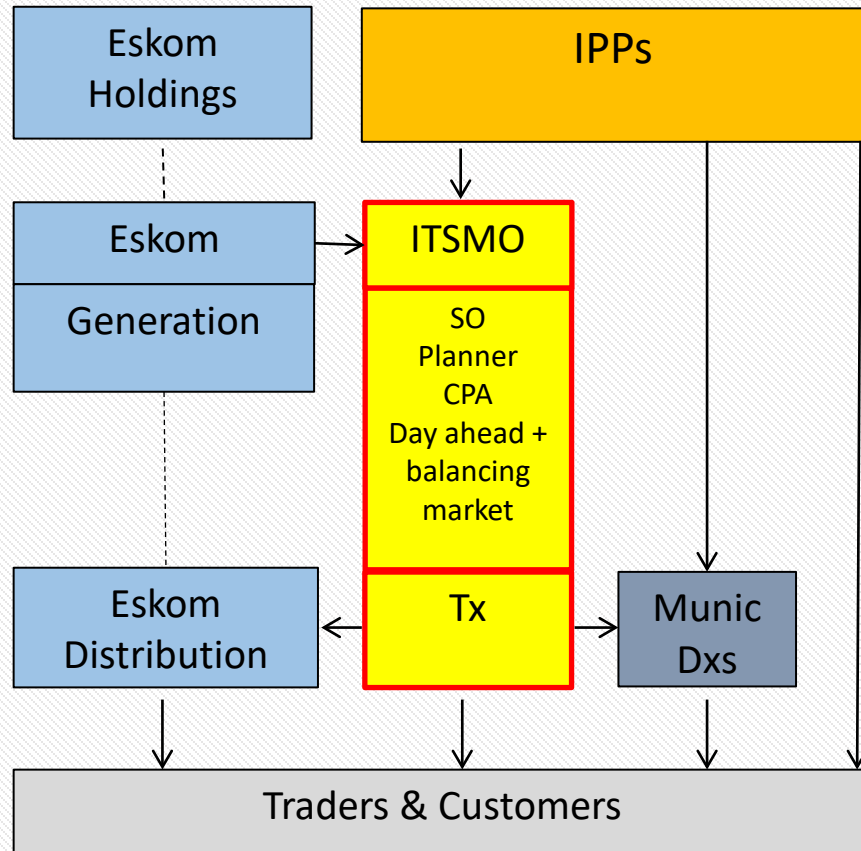 Eskom
Holdings
IPPs
Eskom
Generation
ITSMO
SO
Planner
CPA
Day ahead +
balancing
market
Eskom
Distribution
Tx
Munic
Dxs
Traders & Customers